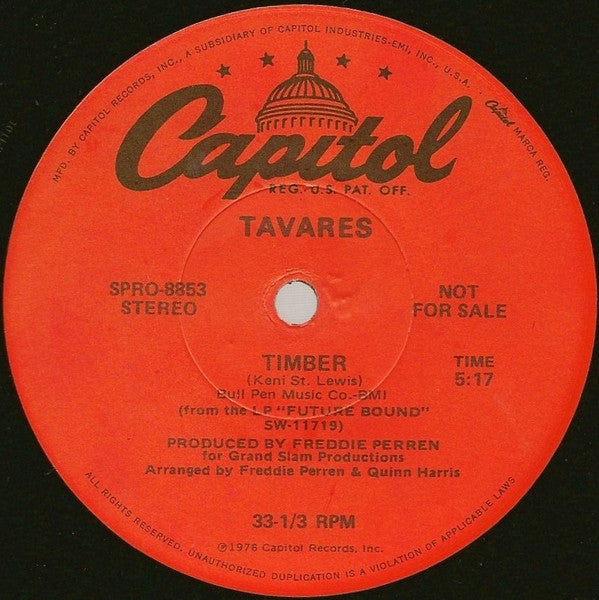 MFD. BY CAPITOL RECORDS, INC., A SUBSIDIARY OF CAPITOL INDUSTRIES-EMI, INC., U.S.A.
Capitol MARCA REG.
Capitol
REG. U.S. PAT. OFF.
TAVARES
SPRO-8853
STEREO
NOT
FOR SALE
TIMBER
(Keni St. Lewis)
Bull Pen Music Co.-BMI
(from the LP "FUTURE BOUND"
SW-11719)
TIME
5:17
PRODUCED BY FREDDIE PERREN
for Grand Slam Productions
Arranged by Freddie Perren & Quinn Harris
33-1/3 RPM
℗1978 Capitol Records, Inc.
ALL RIGHTS RESERVED. UNAUTHORIZED DUPLICATION IS A VIOLATION OF APPLICABLE LAWS